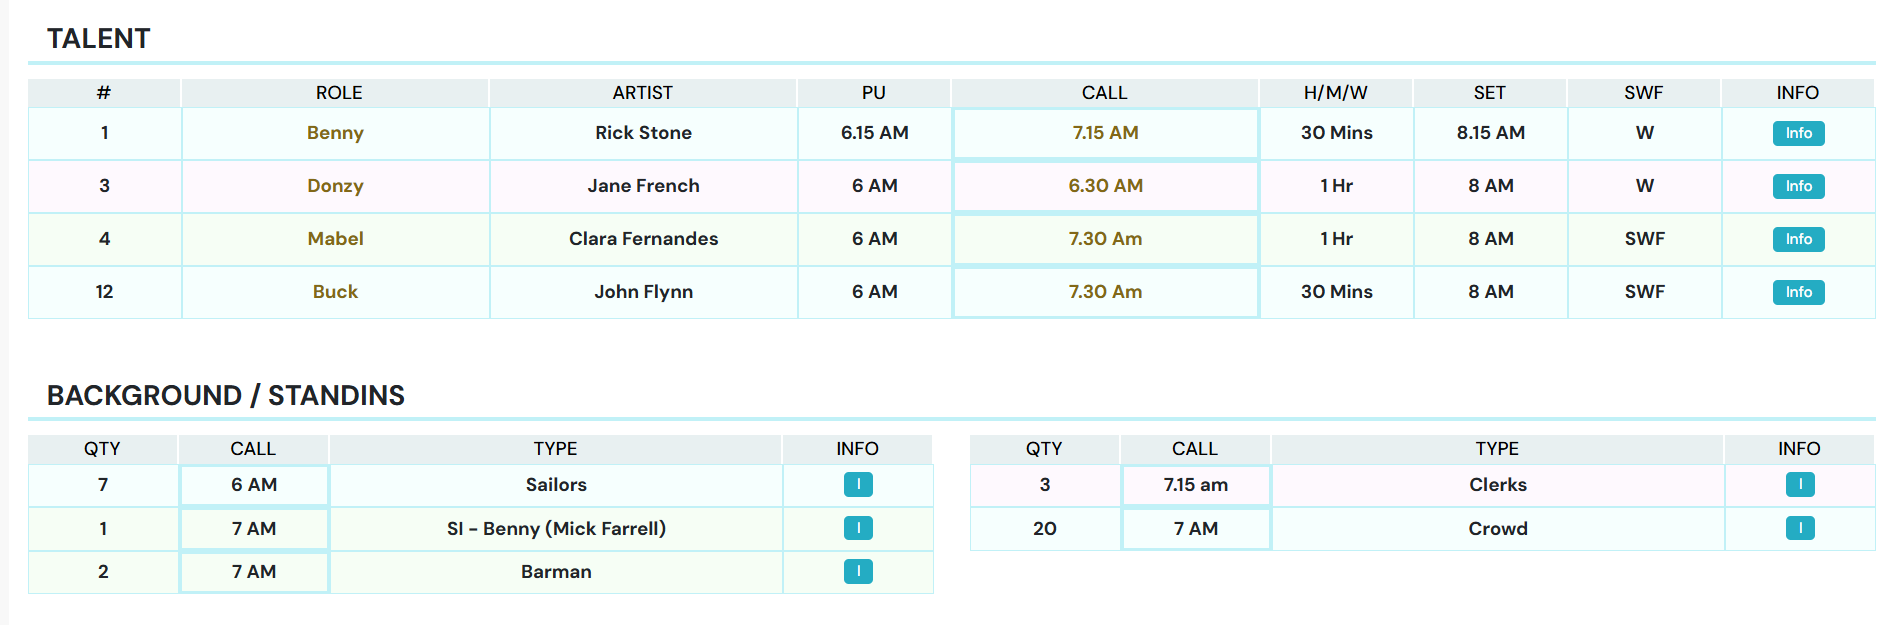 TALENT
# ROLE ARTIST PU CALL H/M/W SET SWF INFO
1 Benny Rick Stone 6.15 AM 7.15 AM 30 Mins 8.15 AM W Info
3 Donzy Jane French 6 AM 6.30 AM 1 Hr 8 AM W Info
4 Mabel Clara Fernandes 6 AM 7.30 Am 1 Hr 8 AM SWF Info
12 Buck John Flynn 6 AM 7.30 Am 30 Mins 8 AM SWF Info
BACKGROUND / STANDINS
QTY CALL TYPE INFO
7 6 AM Sailors I
1 7 AM SI - Benny (Mick Farrell) I
2 7 AM Barman I
QTY CALL TYPE INFO
3 7.15 am Clerks I
20 7 AM Crowd I